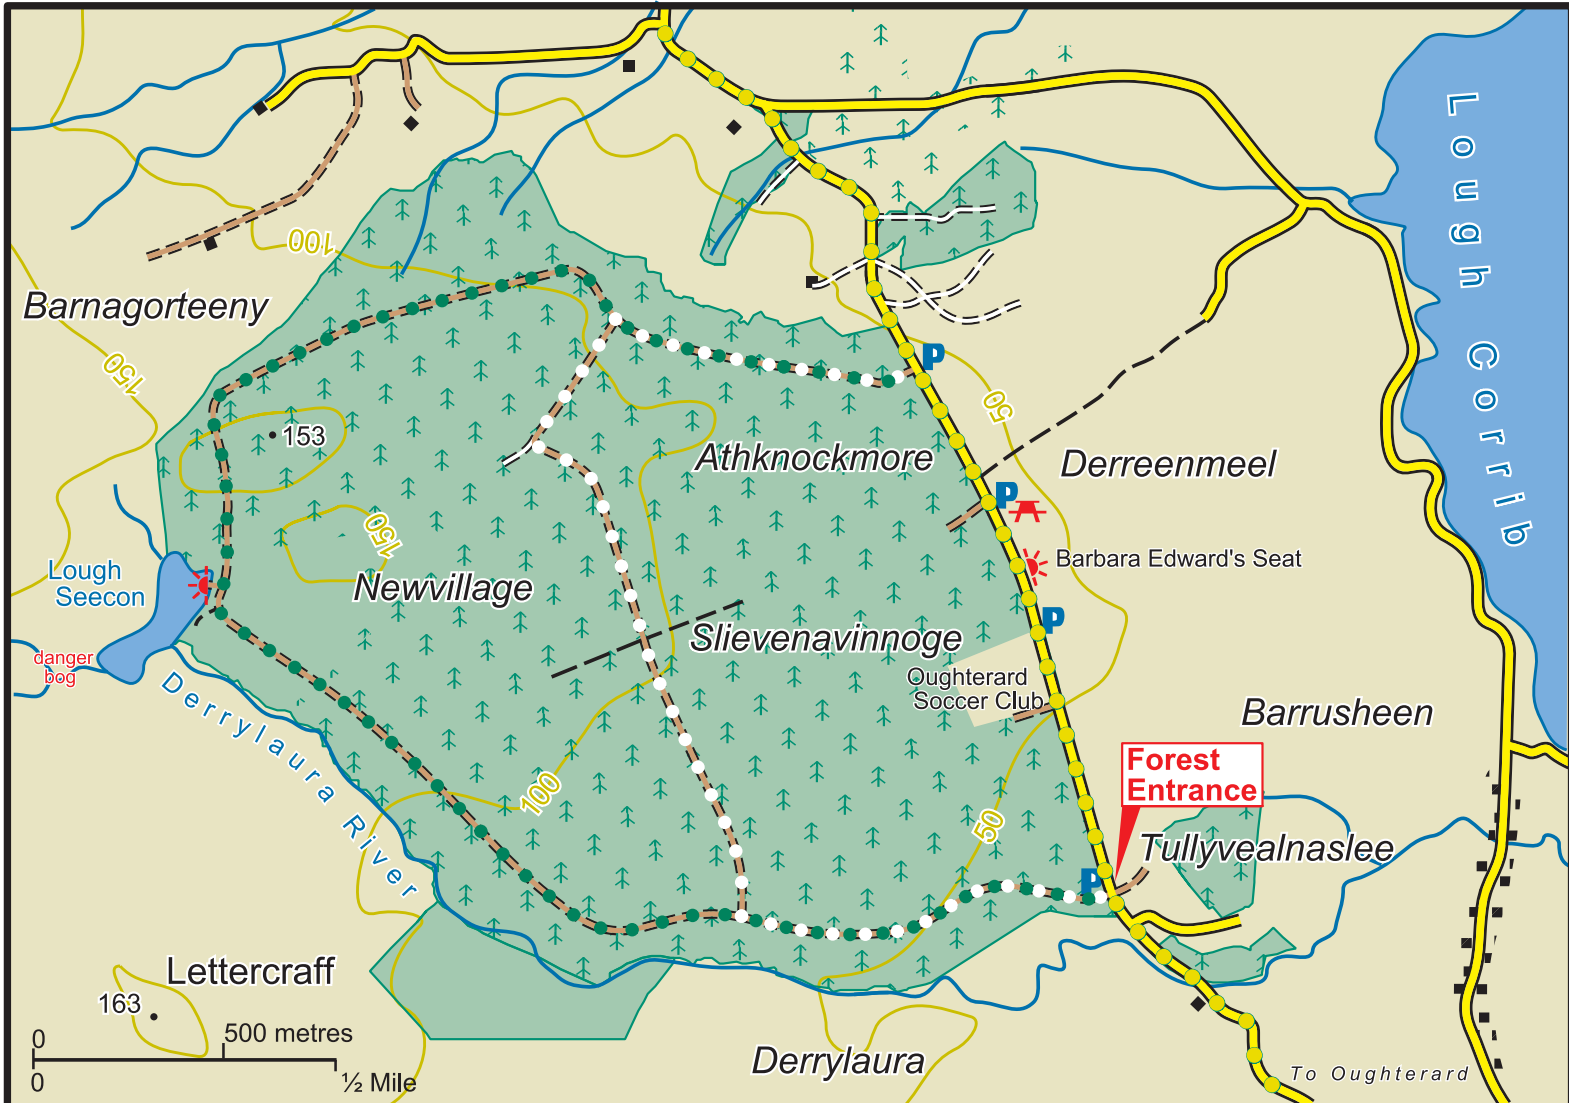 Lough Corrib
100
Barnagorteeny
150
P
50
153
Athknockmore
Derreenmeel
P
150
Barbara Edward's Seat
Lough
Seecon
Newvillage
P
Slievenavinnoge
danger
bog
Oughterard
Soccer Club
Derrylaura River
Barrusheen
Forest
Entrance
100
50
Tullyvealnaslee
P
Lettercraff
163
0
500 metres
Derrylaura
To Oughterard
0
½ Mile